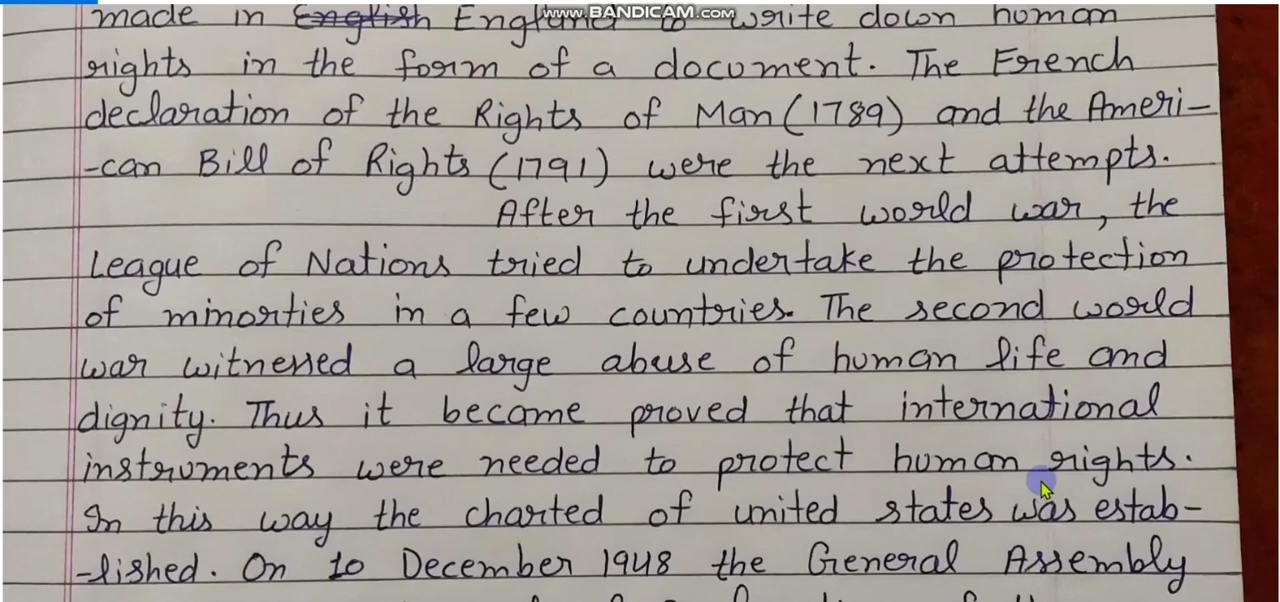 www.BANDICAM.com
made in English England to write down human
rights in the form of a document. The French
declaration of the Rights of Man (1789) and the Ameri-
-can Bill of Rights (1791) were the next attempts.
After the first world war, the
League of Nations tried to undertake the protection
of minorties in a few countries. The second world
war witnessed a large abuse of human life and
dignity. Thus it became proved that international
instruments were needed to protect human rights.
In this way the charted of united states was estab-
-lished. On 10 December 1948 the General Assembly